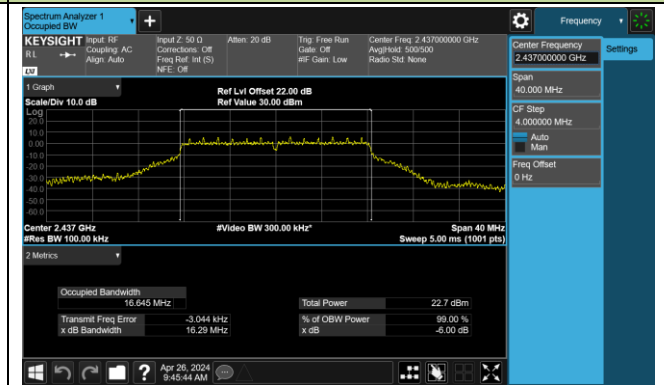 Spectrum Analyzer 1
Occupied BW
Frequency
KEYSIGHT
RL
Input: RF
Coupling: AC
Align: Auto
Input Z: 50 Ω
Corrections: Off
Freq Ref: Int (S)
NFE: Off
Atten: 20 dB
Trig: Free Run
Gate: Off
#IF Gain: Low
Center Freq: 2.437000000 GHz
Avg|Hold: 500/500
Radio Std: None
LXI
1 Graph
Scale/Div 10.0 dB
Ref Lvl Offset 22.00 dB
Ref Value 30.00 dBm
Log
20.0
10.0
0.00
-10.0
-20.0
-30.0
-40.0
-50.0
-60.0
Center 2.437 GHz
#Res BW 100.00 kHz
#Video BW 300.00 kHz*
Span 40 MHz
Sweep 5.00 ms (1001 pts)
2 Metrics
Occupied Bandwidth
16.645 MHz
Total Power 22.7 dBm
Transmit Freq Error -3.044 kHz
% of OBW Power 99.00 %
x dB Bandwidth 16.29 MHz
x dB -6.00 dB
Center Frequency
2.437000000 GHz
Settings
Span
40.000 MHz
CF Step
4.000000 MHz
Auto
Man
Freq Offset
0 Hz
?
Apr 26, 2024
9:45:44 AM